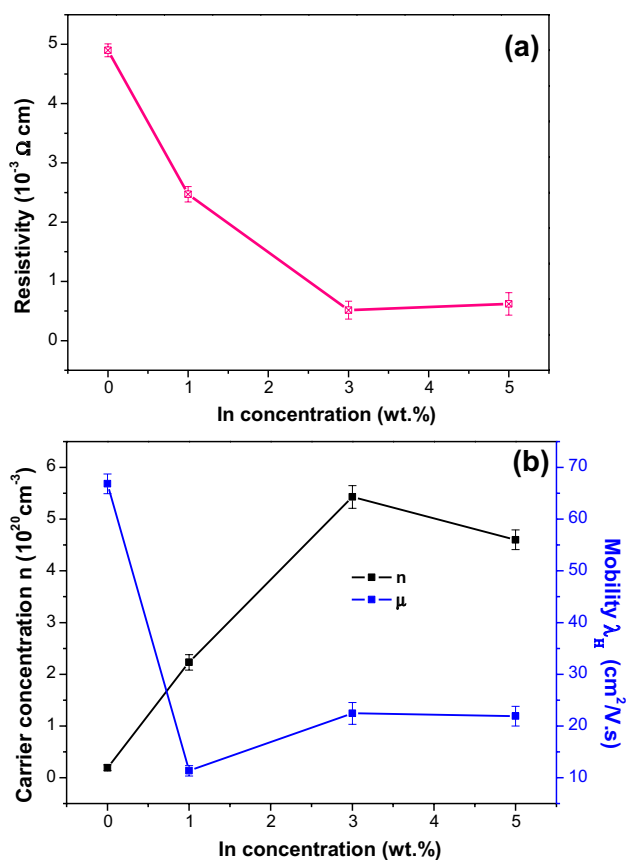 (a)
Resistivity (10⁻³ Ω cm)
5
4
3
2
1
0
0 1 2 3 4 5
In concentration (wt.%)
(b)
Carrier concentration n (10²⁰cm⁻³)
6
5
4
3
2
1
0
n
μ
70
60
50
40
30
20
10
Mobility λ_H (cm²/V.s)
0 1 2 3 4 5
In concentration (wt.%)